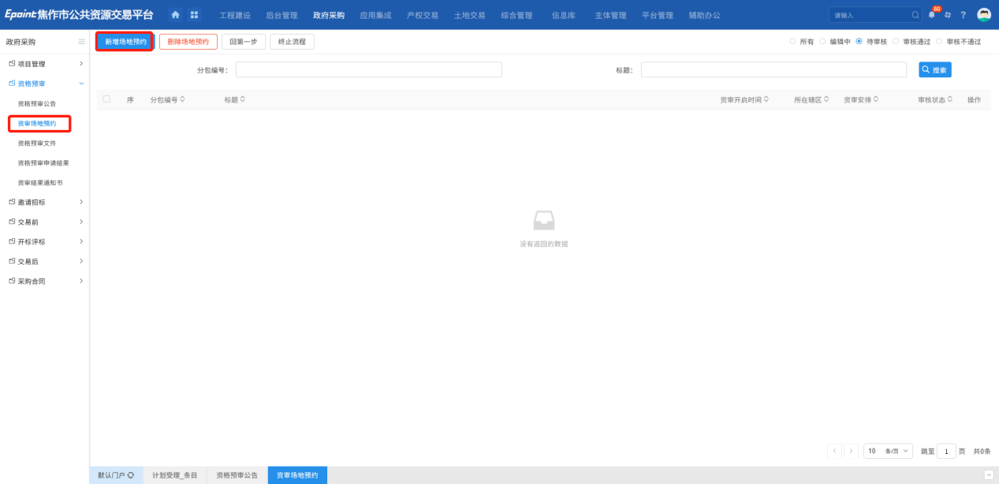 Epoint焦作市公共资源交易平台 工程建设 后台管理 政府采购 应用集成 产权交易 土地交易 综合管理 信息库 主体管理 平台管理 辅助办公 请输入 80 ?
政府采购 新增场地预约 删除场地预约 回第一步 终止流程 所有 编辑中 待审核 审核通过 审核不通过
项目管理
分包编号: 标题: 搜索
资格预审
序 分包编号 标题 资审开启时间 所在辖区 资审安排 审核状态 操作
资格预审公告
资审场地预约
资格预审文件
资格预审申请结果
资审结果通知书
邀请招标
交易前
开标评标
没有返回的数据
交易后
采购合同
10 条/页 跳至 1 页 共0条
默认门户 计划受理_条目 资格预审公告 资审场地预约